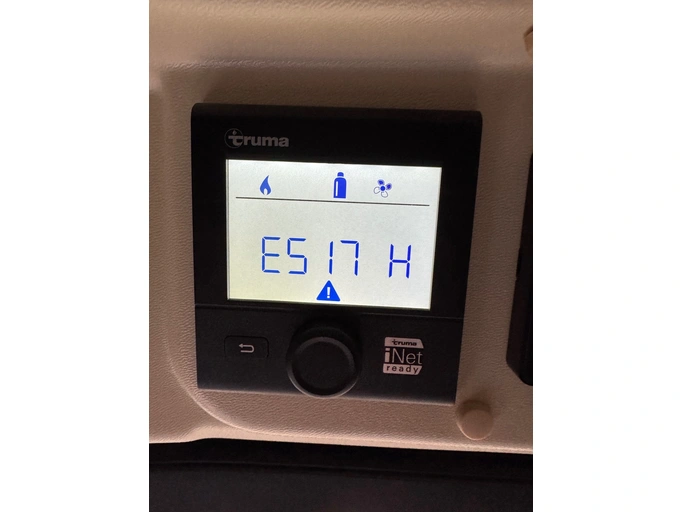 truma
E517 H
truma
iNet
ready